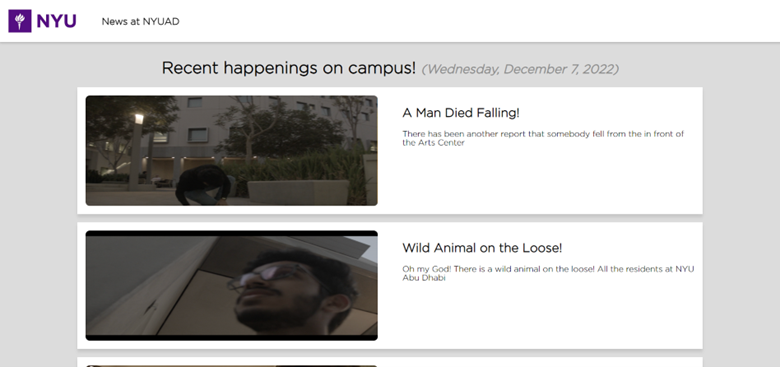 NYU
News at NYUAD
Recent happenings on campus! (Wednesday, December 7, 2022)
A Man Died Falling!
There has been another report that somebody fell from the in front of
the Arts Center
Wild Animal on the Loose!
Oh my God! There is a wild animal on the loose! All the residents at NYU
Abu Dhabi